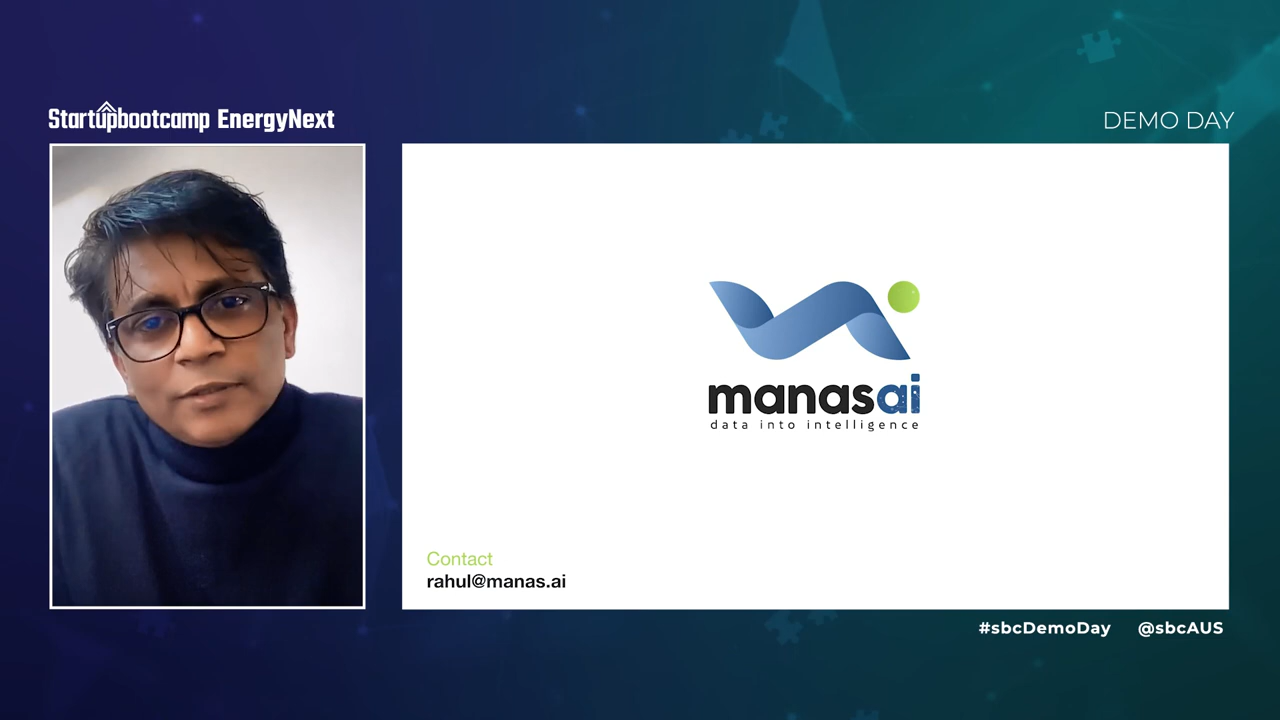 Startupbootcamp EnergyNext
DEMO DAY
manasai
data into intelligence
Contact
rahul@manas.ai
#sbcDemoDay @sbcAUS